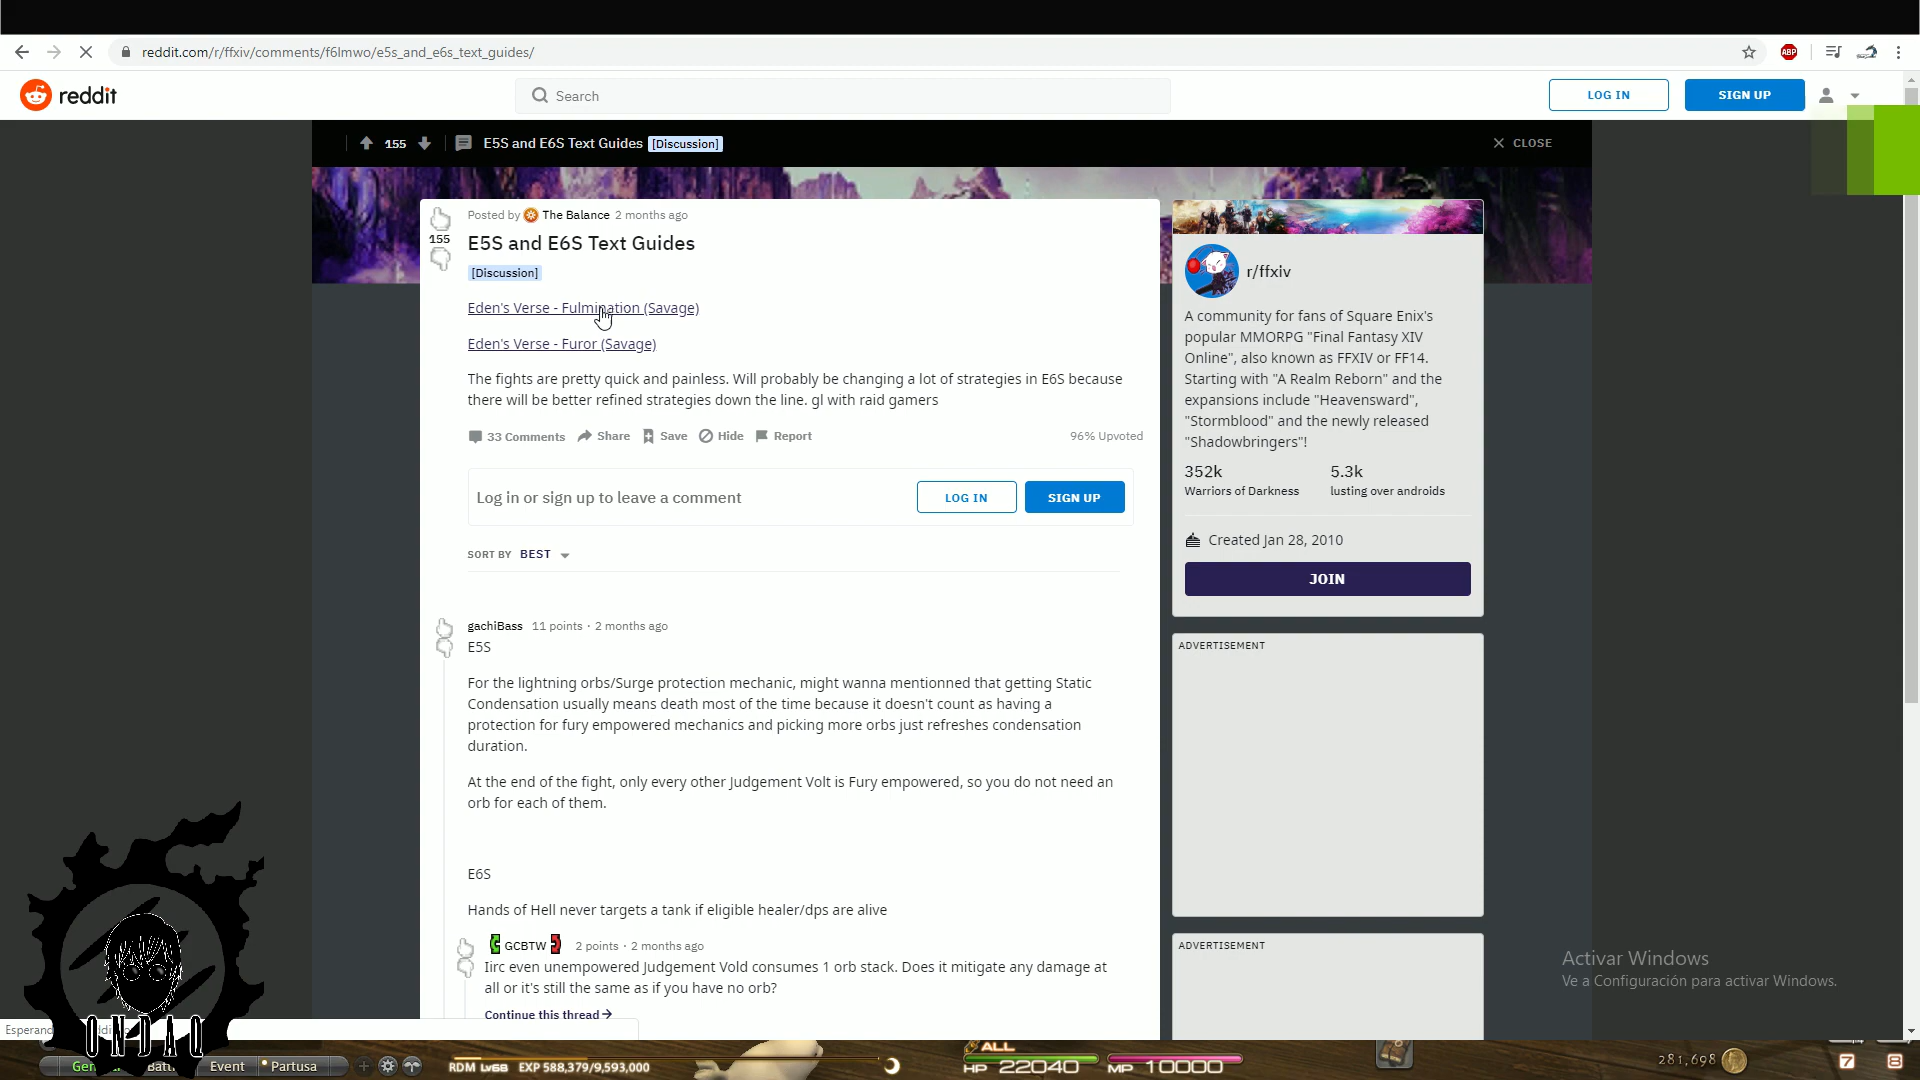 reddit.com/r/ffxiv/comments/f6lmwo/e5s_and_e6s_text_guides/
ABP
reddit
Search
LOG IN
SIGN UP
155
E5S and E6S Text Guides [Discussion]
CLOSE
Posted by The Balance 2 months ago
155
E5S and E6S Text Guides
[Discussion]
Eden's Verse - Fulmination (Savage)
Eden's Verse - Furor (Savage)
The fights are pretty quick and painless. Will probably be changing a lot of strategies in E6S because
there will be better refined strategies down the line. gl with raid gamers
33 Comments Share Save Hide Report
96% Upvoted
Log in or sign up to leave a comment
LOG IN
SIGN UP
SORT BY BEST
gachiBass 11 points · 2 months ago
E5S
For the lightning orbs/Surge protection mechanic, might wanna mentionned that getting Static
Condensation usually means death most of the time because it doesn't count as having a
protection for fury empowered mechanics and picking more orbs just refreshes condensation
duration.
At the end of the fight, only every other Judgement Volt is Fury empowered, so you do not need an
orb for each of them.
E6S
Hands of Hell never targets a tank if eligible healer/dps are alive
GCBTW 2 points · 2 months ago
Iirc even unempowered Judgement Vold consumes 1 orb stack. Does it mitigate any damage at
all or it's still the same as if you have no orb?
Continue this thread
r/ffxiv
A community for fans of Square Enix's
popular MMORPG "Final Fantasy XIV
Online", also known as FFXIV or FF14.
Starting with "A Realm Reborn" and the
expansions include "Heavensward",
"Stormblood" and the newly released
"Shadowbringers"!
352k
Warriors of Darkness
5.3k
lusting over androids
Created Jan 28, 2010
JOIN
ADVERTISEMENT
ADVERTISEMENT
Activar Windows
Ve a Configuración para activar Windows.
ONDAQ
Event
Partusa
RDM Lv68 EXP 588,379/9,593,000
ALL
HP 22040
MP 10000
281,698
7
8